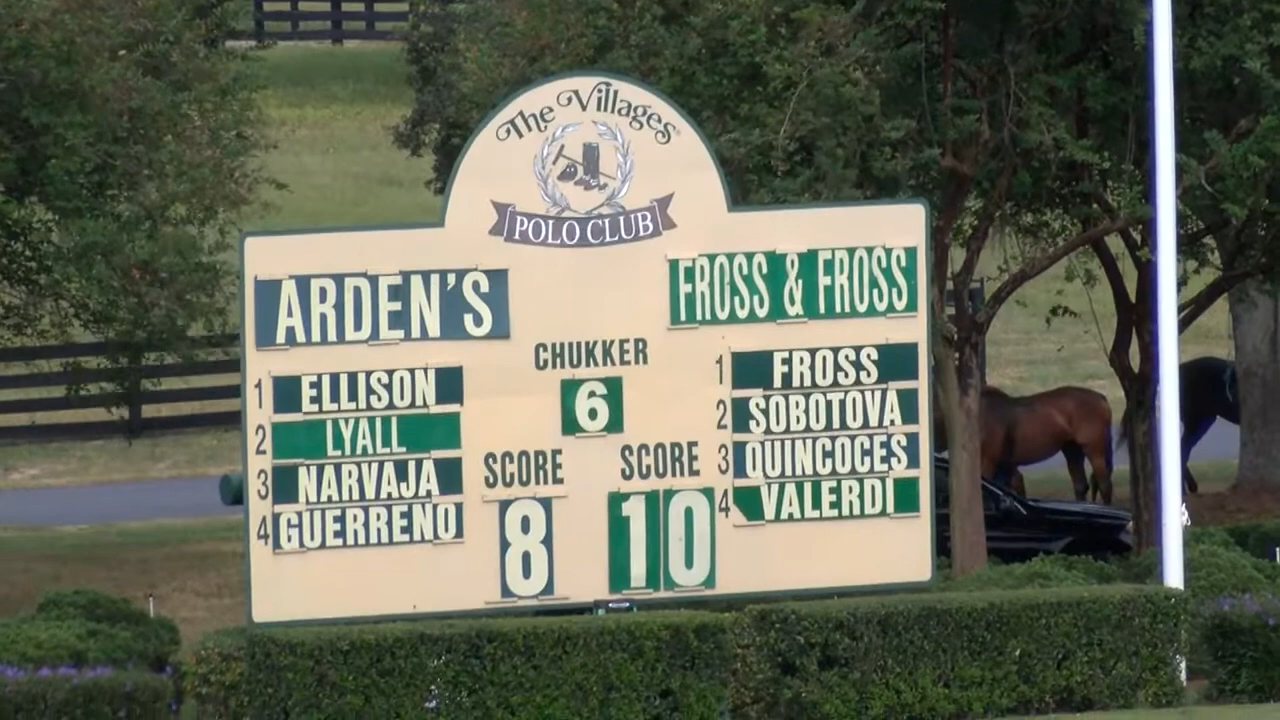 The Villages
POLO CLUB
ARDEN'S
FROSS & FROSS
CHUKKER
6
1 ELLISON
2 LYALL
3 NARVAJA
4 GUERRENO
1 FROSS
2 SOBOTOVA
3 QUINCOCES
4 VALERDI
SCORE
8
SCORE
10